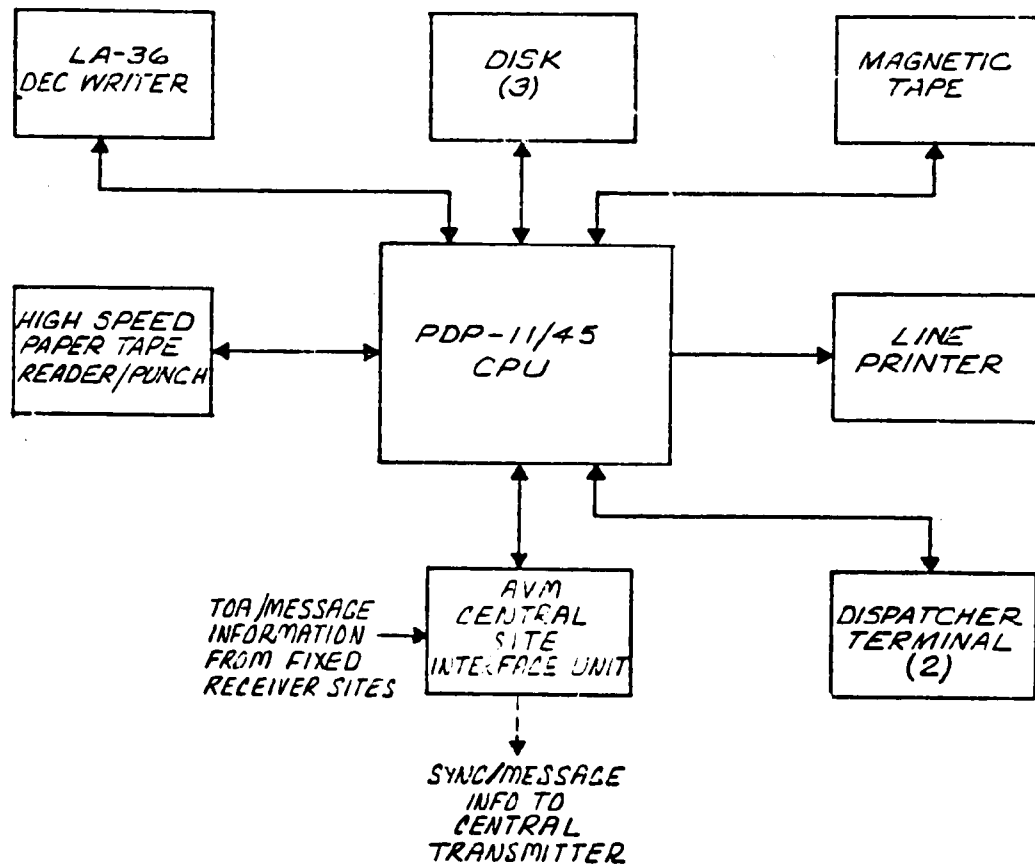 LA-36
DEC WRITER
DISK
(3)
MAGNETIC
TAPE
HIGH SPEED
PAPER TAPE
READER/PUNCH
PDP-11/45
CPU
LINE
PRINTER
TOA/MESSAGE
INFORMATION
FROM FIXED
RECEIVER SITES
AVM
CENTRAL
SITE
INTERFACE UNIT
DISPATCHER
TERMINAL
(2)
SYNC/MESSAGE
INFO TO
CENTRAL
TRANSMITTER